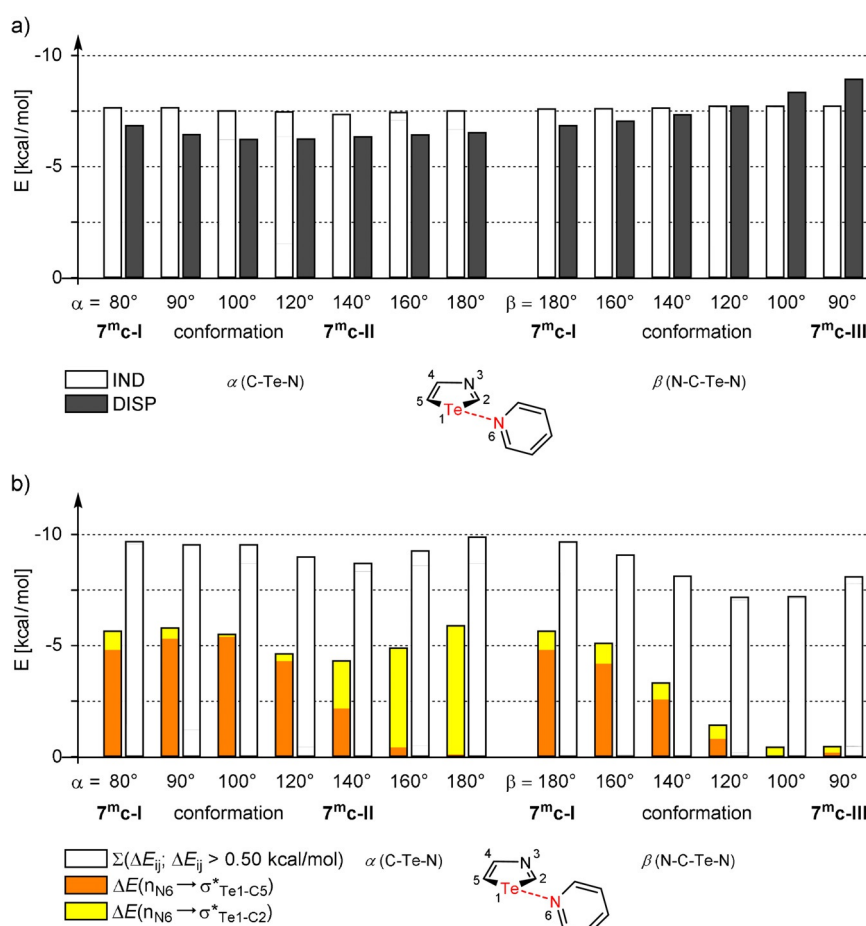 a)
-10
-5
0
E [kcal/mol]
α = 80° 90° 100° 120° 140° 160° 180° β = 180° 160° 140° 120° 100° 90°
7ᵐc-I conformation 7ᵐc-II 7ᵐc-I conformation 7ᵐc-III
IND
DISP
α (C-Te-N)
β (N-C-Te-N)
4 3
N
5 Te 2
1 N
6
b)
-10
-5
0
E [kcal/mol]
α = 80° 90° 100° 120° 140° 160° 180° β = 180° 160° 140° 120° 100° 90°
7ᵐc-I conformation 7ᵐc-II 7ᵐc-I conformation 7ᵐc-III
Σ(ΔEij; ΔEij > 0.50 kcal/mol)
ΔE(nN6 → σ*Te1-C5)
ΔE(nN6 → σ*Te1-C2)
α (C-Te-N)
β (N-C-Te-N)
4 3
N
5 Te 2
1 N
6